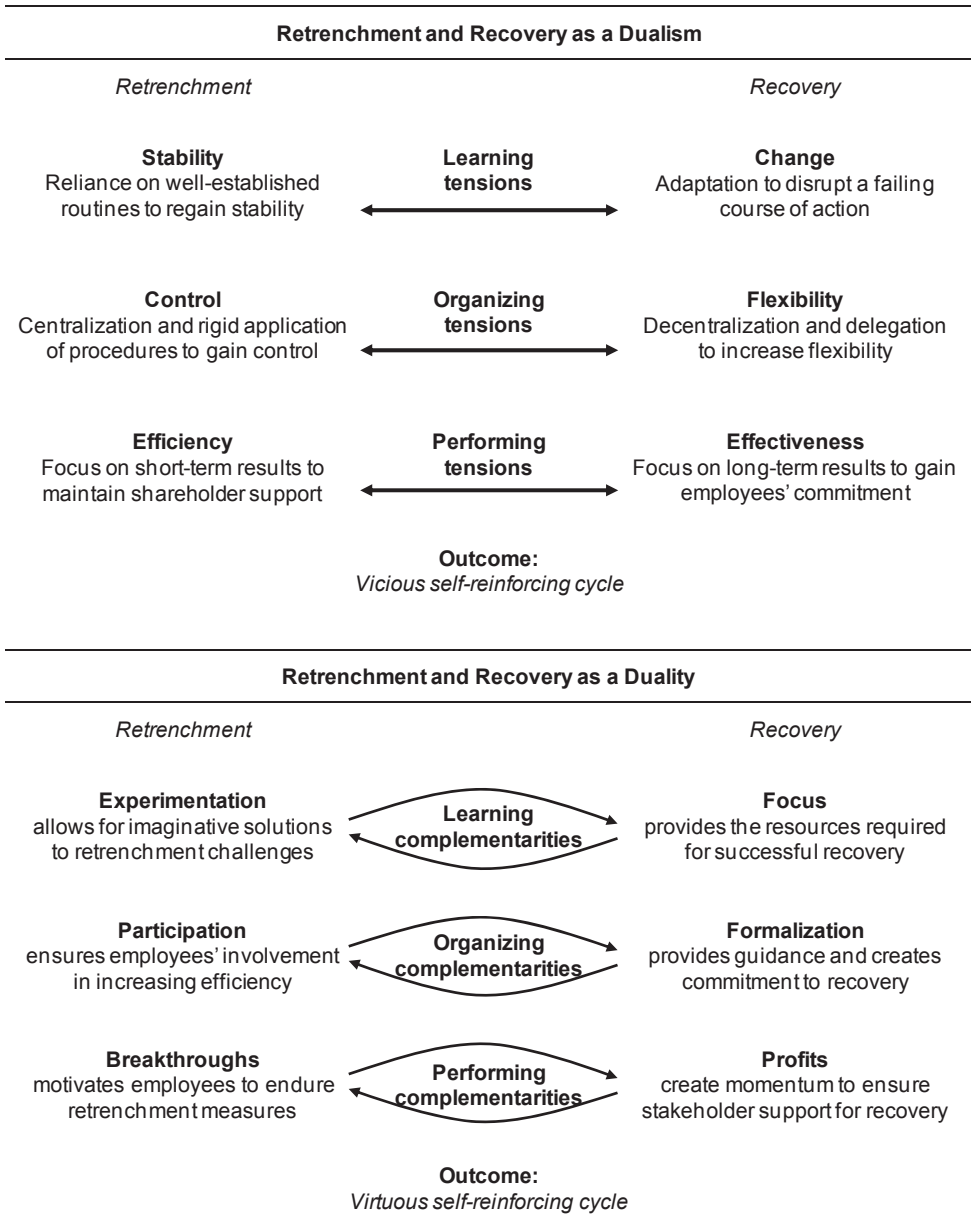 Retrenchment and Recovery as a Dualism
Retrenchment
Recovery
Stability
Reliance on well-established
routines to regain stability
Learning
tensions
Change
Adaptation to disrupt a failing
course of action
Control
Centralization and rigid application
of procedures to gain control
Organizing
tensions
Flexibility
Decentralization and delegation
to increase flexibility
Efficiency
Focus on short-term results to
maintain shareholder support
Performing
tensions
Effectiveness
Focus on long-term results to gain
employees' commitment
Outcome:
Vicious self-reinforcing cycle
Retrenchment and Recovery as a Duality
Retrenchment
Recovery
Experimentation
allows for imaginative solutions
to retrenchment challenges
Learning
complementarities
Focus
provides the resources required
for successful recovery
Participation
ensures employees' involvement
in increasing efficiency
Organizing
complementarities
Formalization
provides guidance and creates
commitment to recovery
Breakthroughs
motivates employees to endure
retrenchment measures
Performing
complementarities
Profits
create momentum to ensure
stakeholder support for recovery
Outcome:
Virtuous self-reinforcing cycle